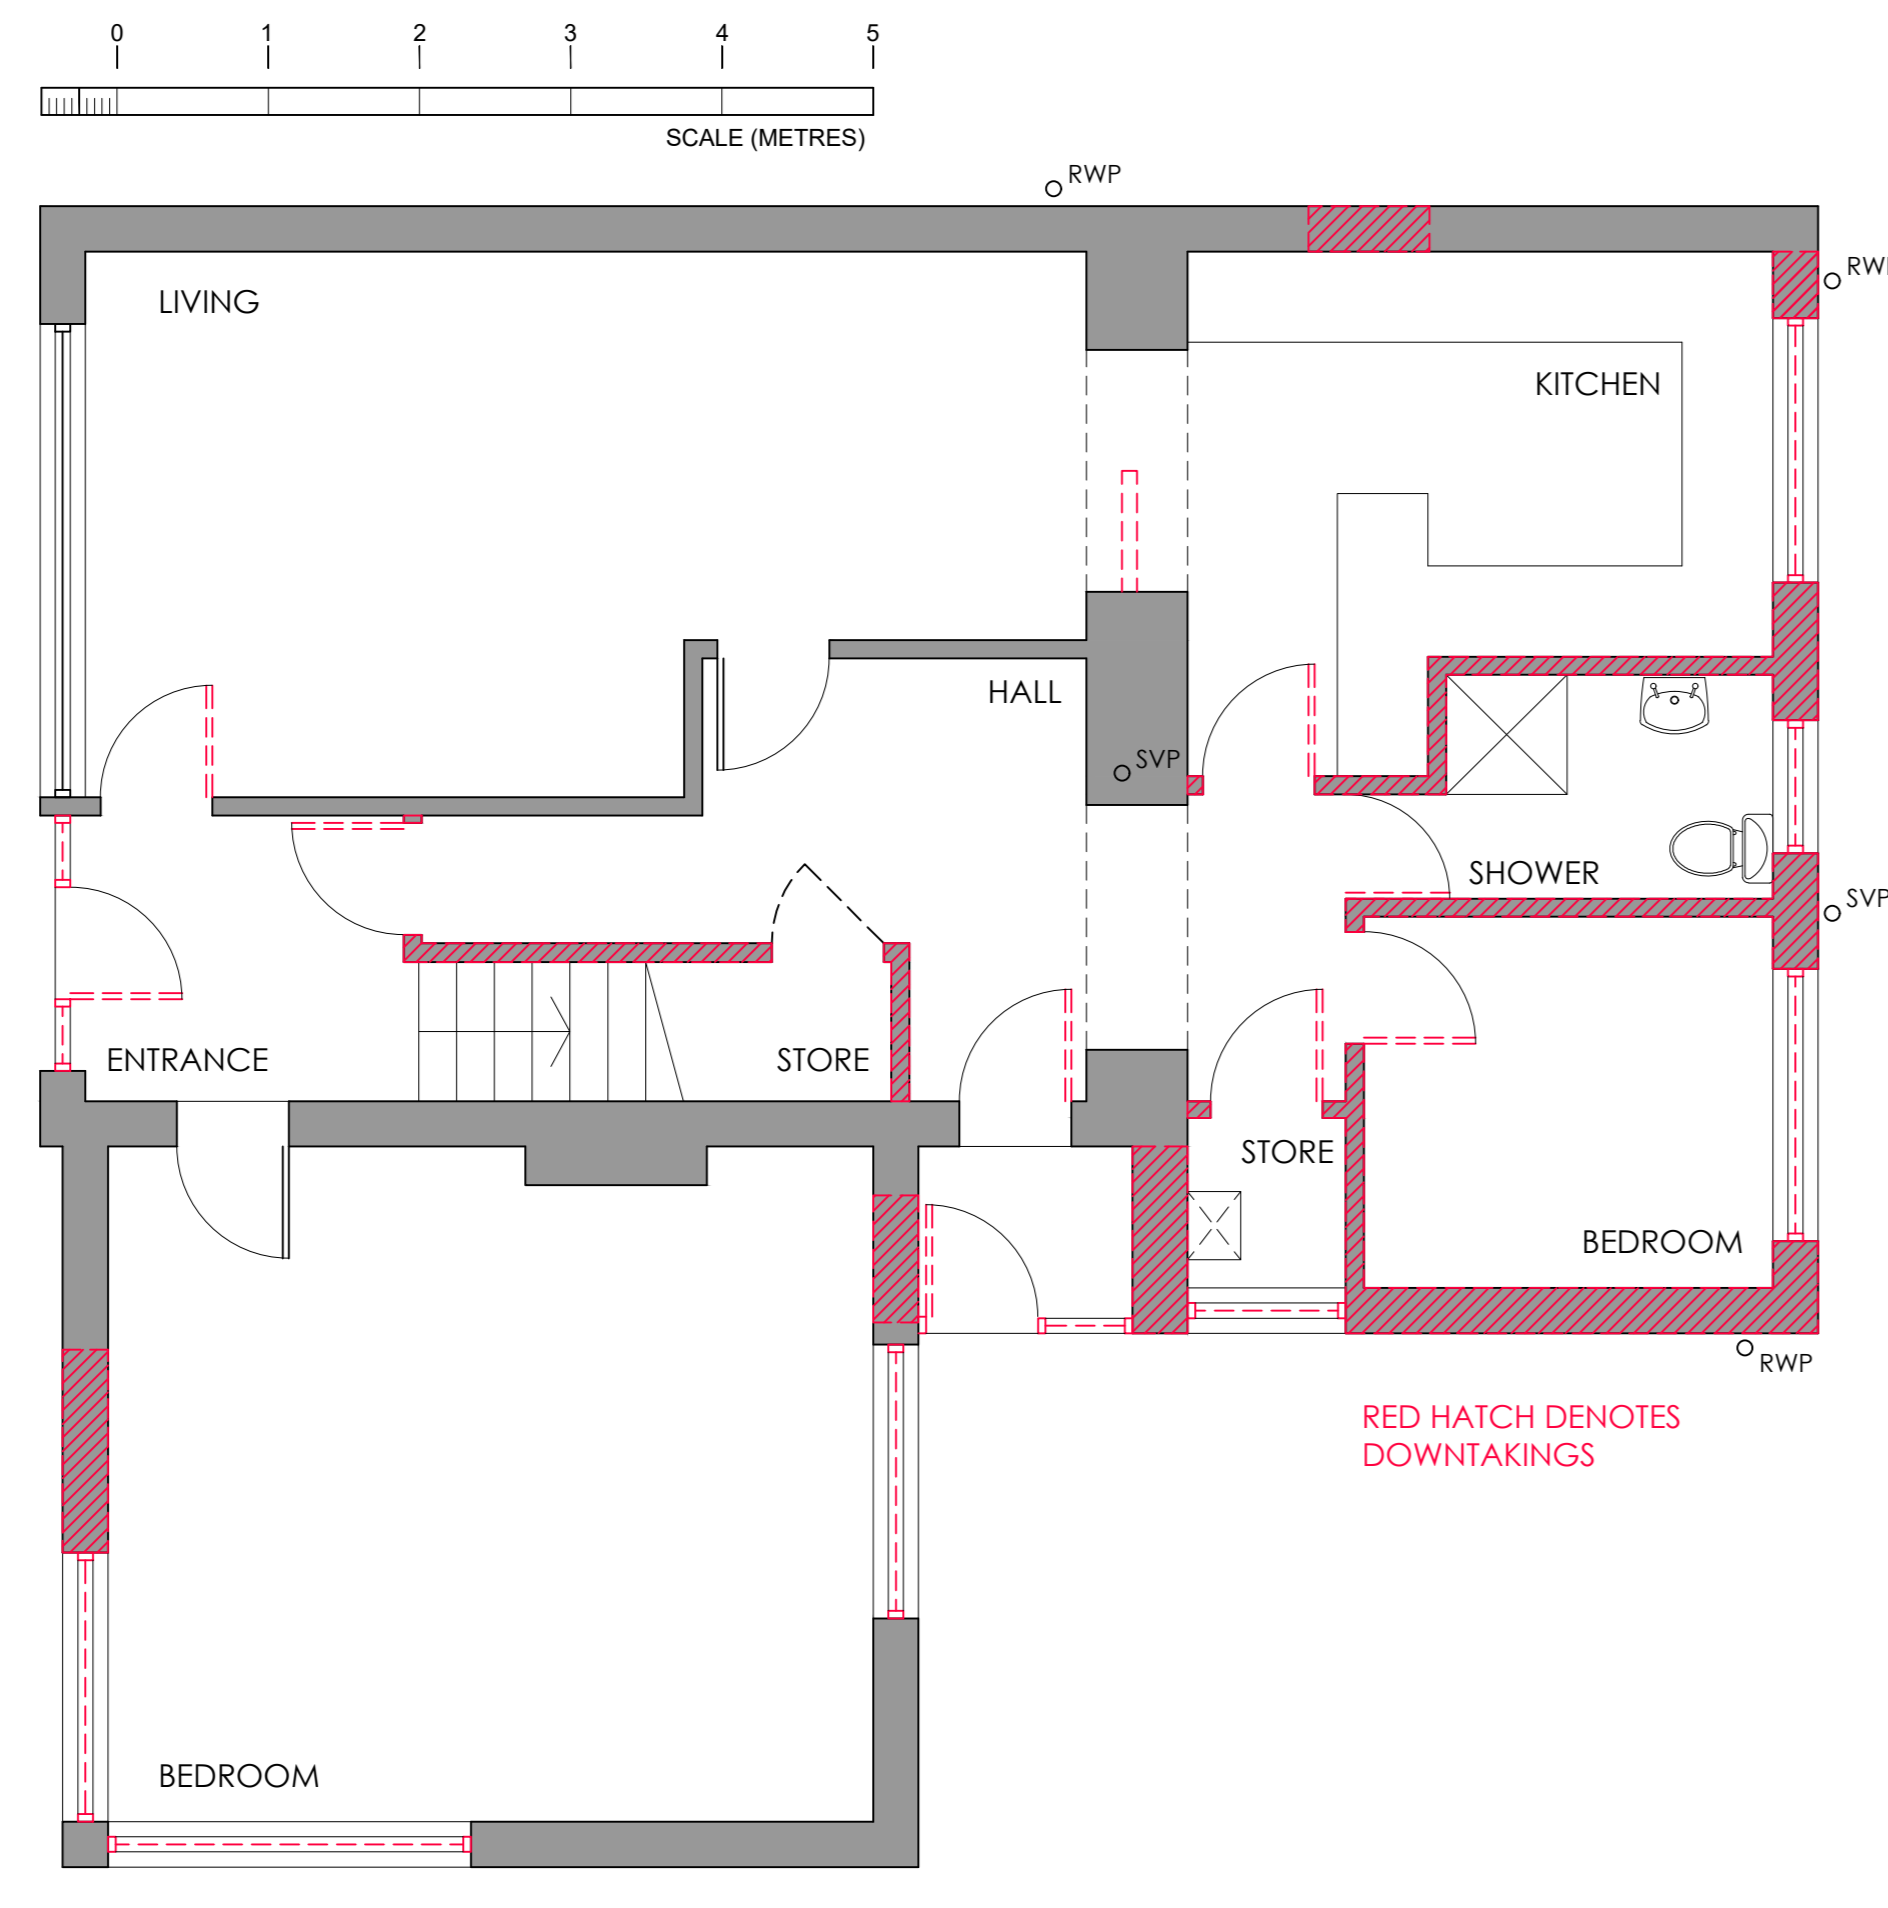 0 1 2 3 4 5
SCALE (METRES)
RWP
RW
LIVING
KITCHEN
HALL
SVP
SHOWER
SVP
ENTRANCE
STORE
STORE
BEDROOM
RWP
RED HATCH DENOTES
DOWNTAKINGS
BEDROOM